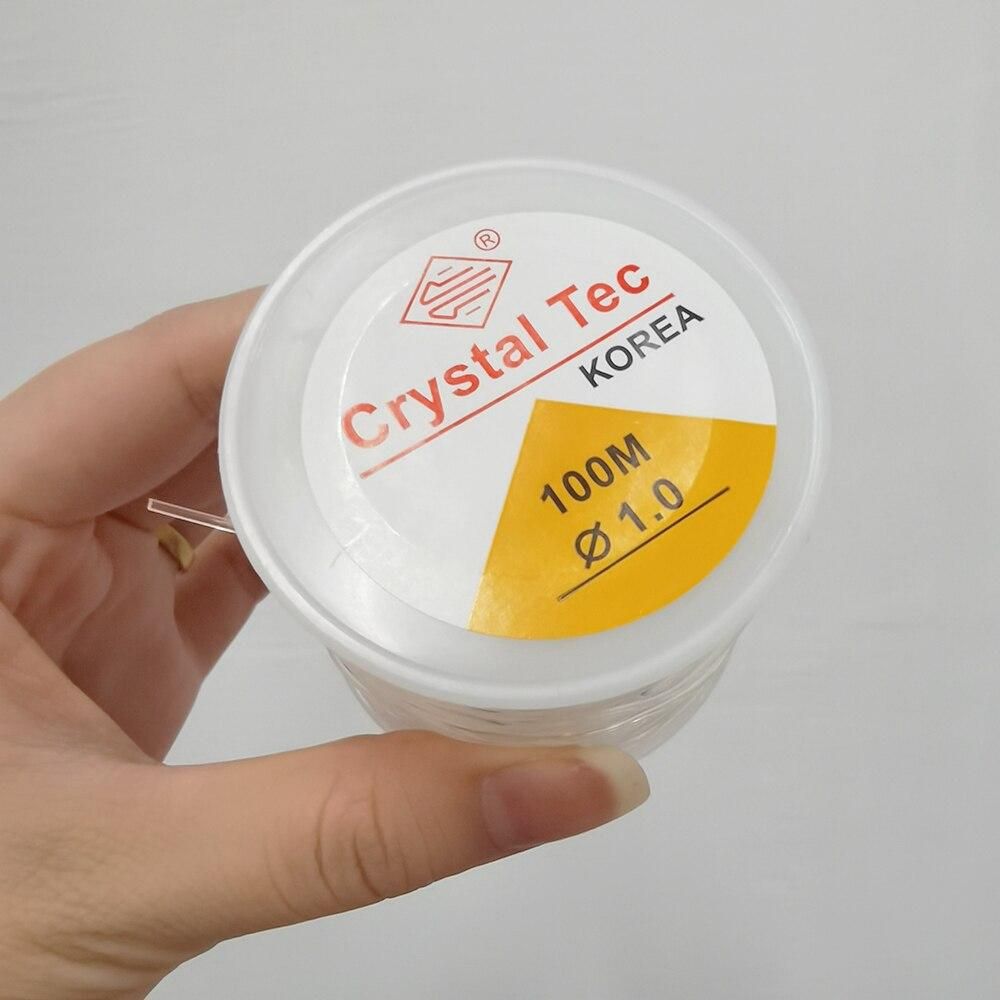 ®
Crystal Tec
KOREA
100M
Ø 1.0